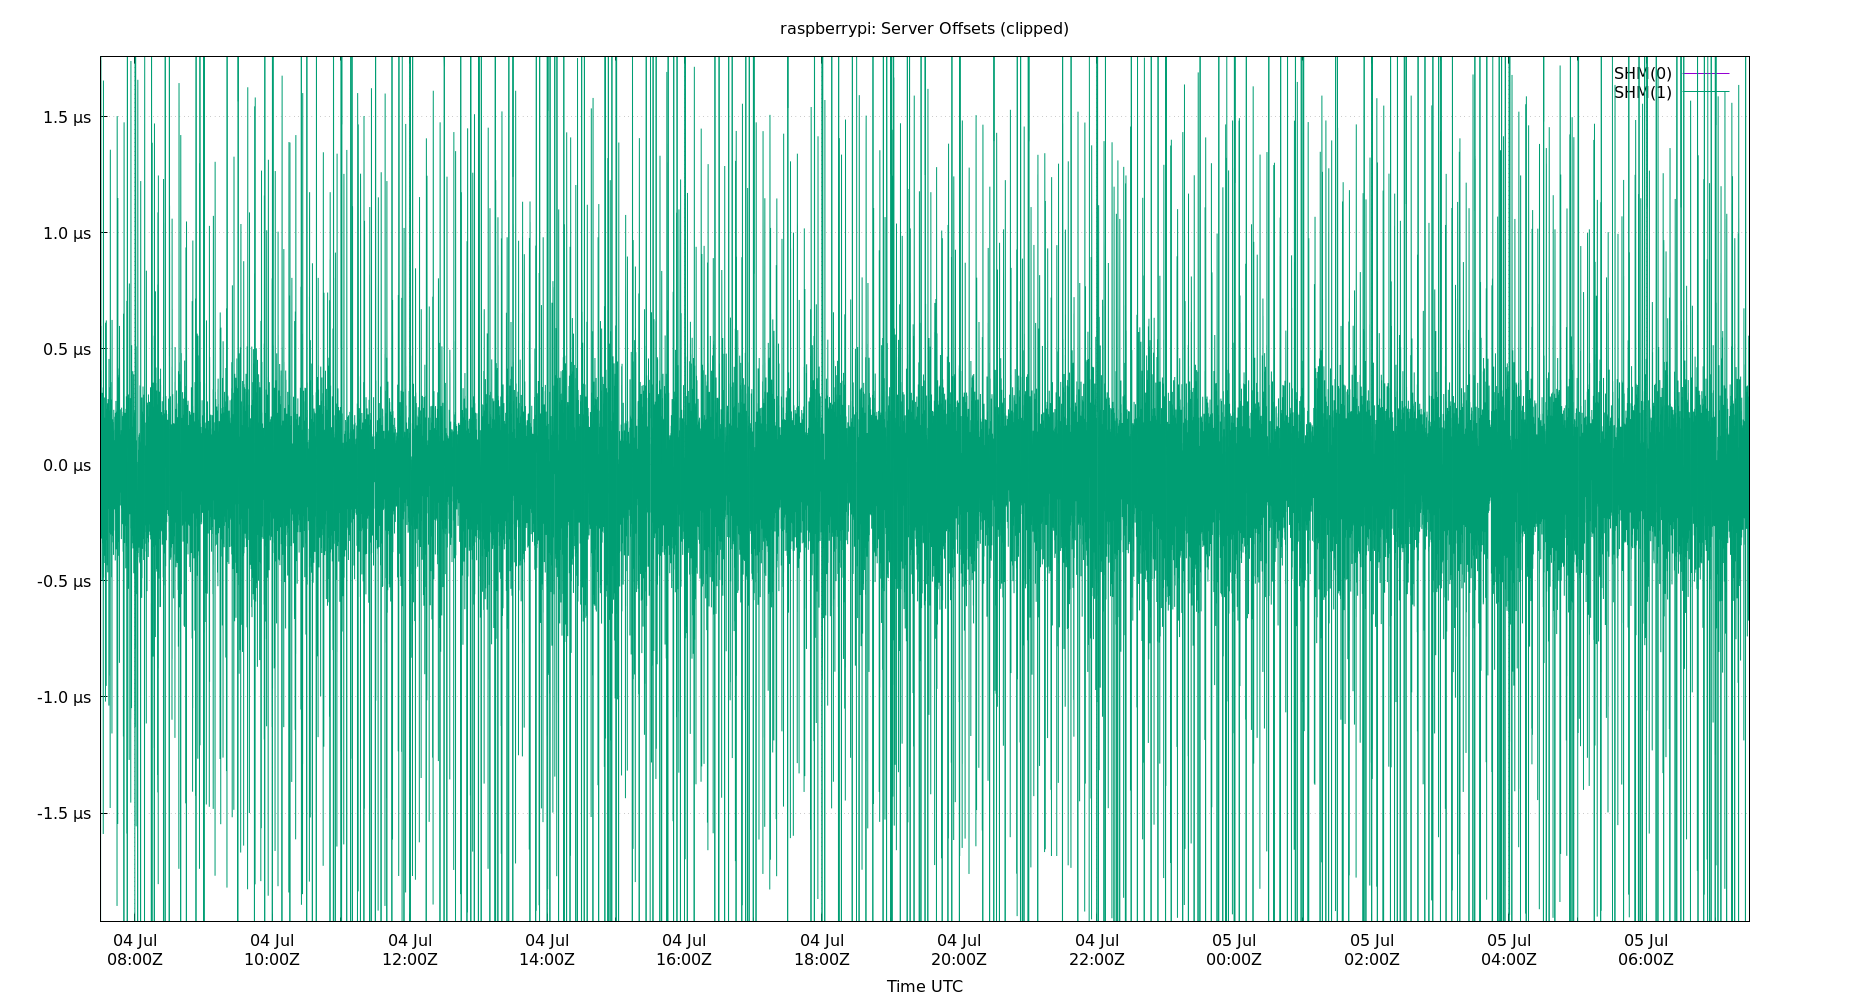 raspberrypi: Server Offsets (clipped)
SHM(0)
SHM(1)
1.5 µs
1.0 µs
0.5 µs
0.0 µs
-0.5 µs
-1.0 µs
-1.5 µs
04 Jul 04 Jul 04 Jul 04 Jul 04 Jul 04 Jul 04 Jul 04 Jul 05 Jul 05 Jul 05 Jul 05 Jul
08:00Z 10:00Z 12:00Z 14:00Z 16:00Z 18:00Z 20:00Z 22:00Z 00:00Z 02:00Z 04:00Z 06:00Z
Time UTC